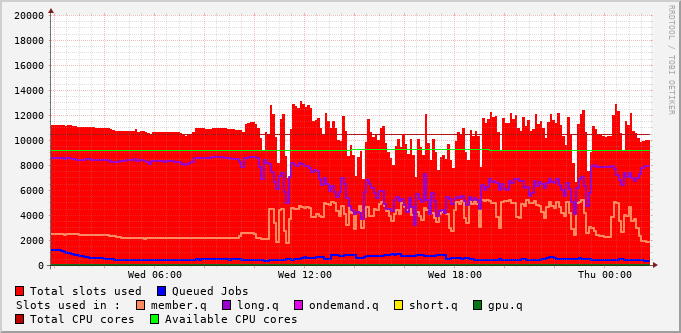 20000
18000
16000
14000
12000
10000
8000
6000
4000
2000
0
Wed 06:00 Wed 12:00 Wed 18:00 Thu 00:00
RRDTOOL / TOBI OETIKER
Total slots used Queued Jobs
Slots used in : member.q long.q ondemand.q short.q gpu.q
Total CPU cores Available CPU cores